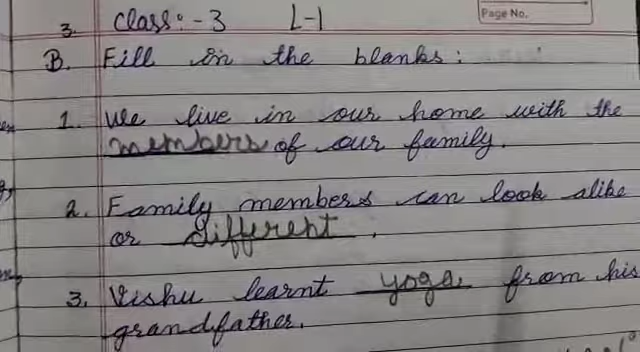 Page No.
3. Class:-3 L-1
B. Fill in the blanks:
1. We live in our home with the
members of our family.
2. Family members can look alike
or different.
3. Vishu learnt yoga from his
grandfather.